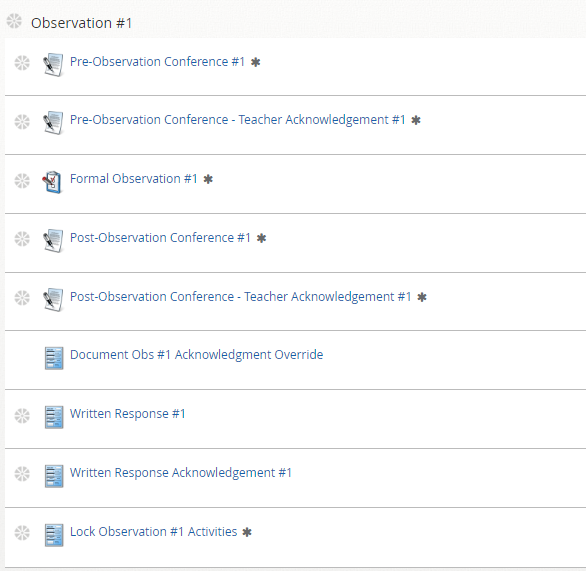 Observation #1
Pre-Observation Conference #1 ✱
Pre-Observation Conference - Teacher Acknowledgement #1 ✱
Formal Observation #1 ✱
Post-Observation Conference #1 ✱
Post-Observation Conference - Teacher Acknowledgement #1 ✱
Document Obs #1 Acknowledgment Override
Written Response #1
Written Response Acknowledgement #1
Lock Observation #1 Activities ✱